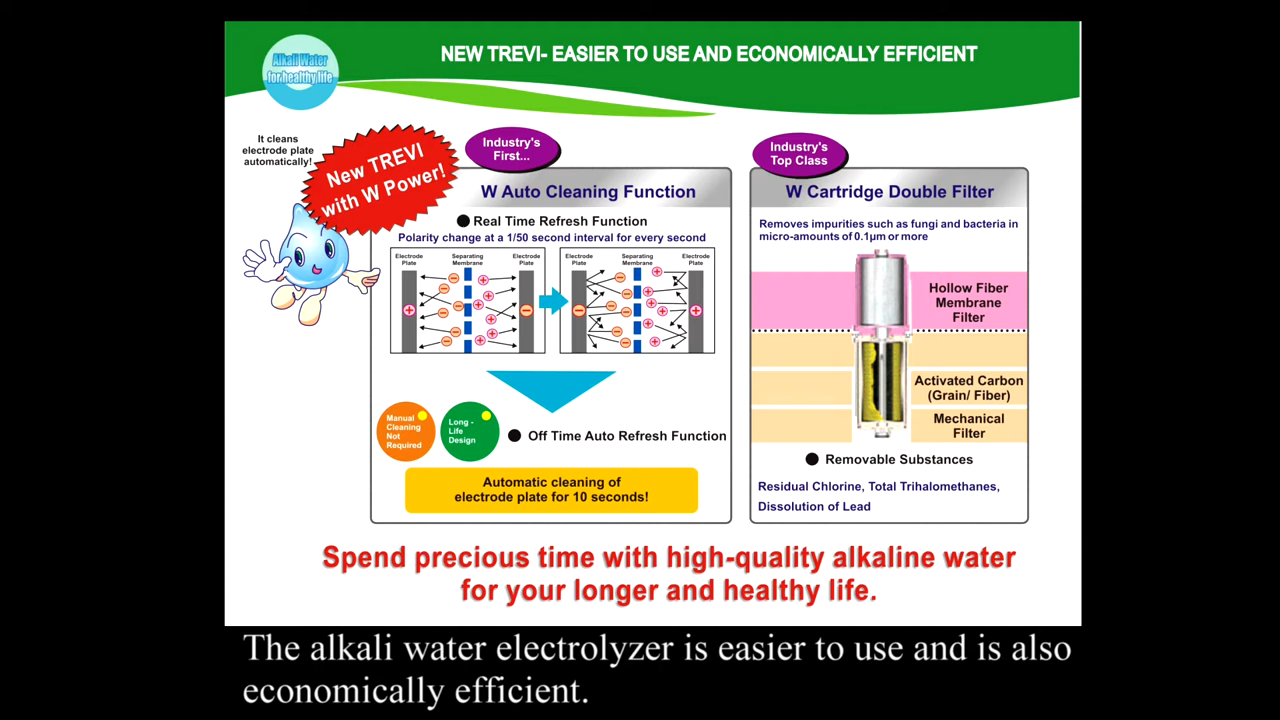 Alkali Water
for healthy life
NEW TREVI- EASIER TO USE AND ECONOMICALLY EFFICIENT
It cleans
electrode plate
automatically!
New TREVI
with W Power!
Industry's
First...
W Auto Cleaning Function
● Real Time Refresh Function
Polarity change at a 1/50 second interval for every second
Electrode
Plate
Separating
Membrane
Electrode
Plate
Electrode
Plate
Separating
Membrane
Electrode
Plate
Manual
Cleaning
Not
Required
Long -
Life
Design
● Off Time Auto Refresh Function
Automatic cleaning of
electrode plate for 10 seconds!
Industry's
Top Class
W Cartridge Double Filter
Removes impurities such as fungi and bacteria in
micro-amounts of 0.1μm or more
Hollow Fiber
Membrane
Filter
Activated Carbon
(Grain/ Fiber)
Mechanical
Filter
● Removable Substances
Residual Chlorine, Total Trihalomethanes,
Dissolution of Lead
Spend precious time with high-quality alkaline water
for your longer and healthy life.
The alkali water electrolyzer is easier to use and is also
economically efficient.